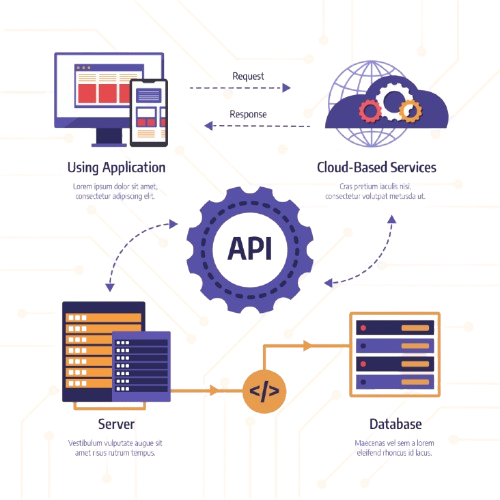 Request
Response
Using Application
Lorem ipsum dolor sit amet,
consectetur adipiscing elit.
Cloud-Based Services
Cras pretium iaculis nisl,
consectetur volutpat metusda ut.
API
</>
Server
Vestibulum vulputate augue sit
amet risus rutrum tempus.
Database
Maecenas vel sem a lorem
eleifend rhoncus id lacus.